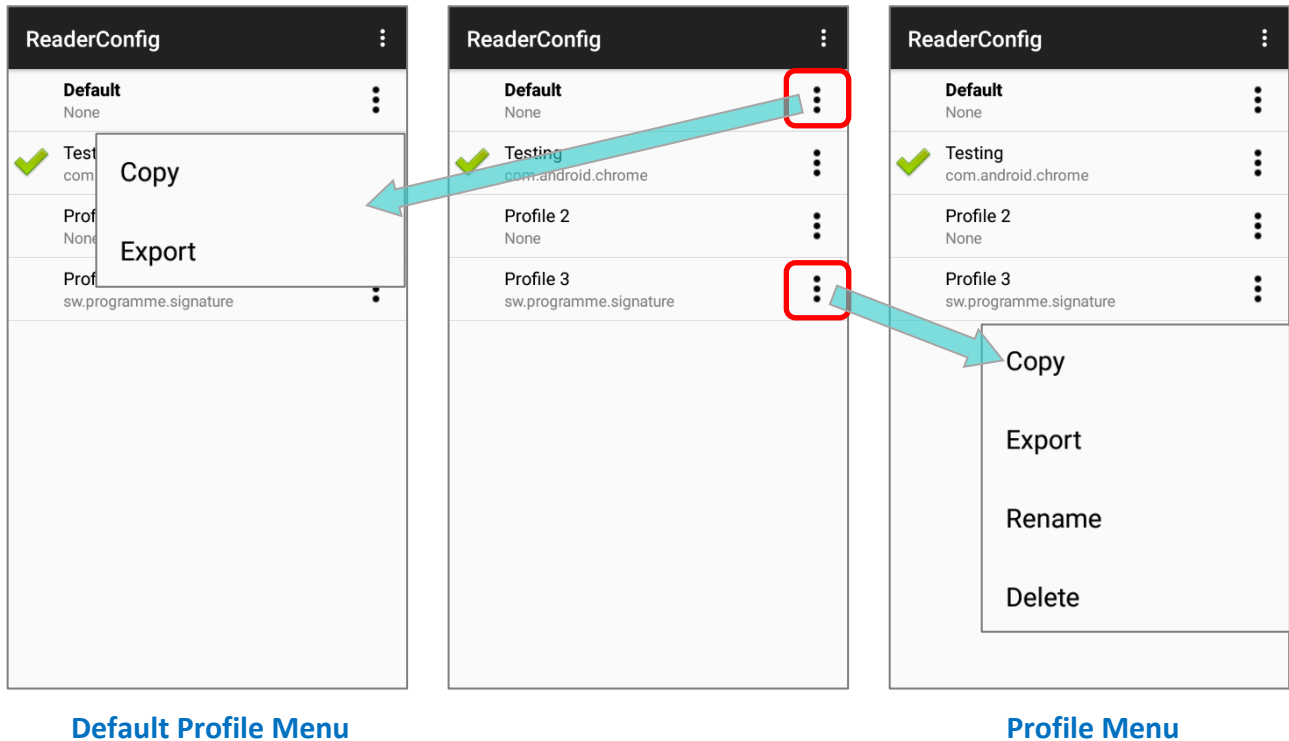 ReaderConfig
Default
None
Test
com
Copy
Prof
None
Export
Prof
sw.programme.signature
ReaderConfig
Default
None
Testing
com.android.chrome
Profile 2
None
Profile 3
sw.programme.signature
ReaderConfig
Default
None
Testing
com.android.chrome
Profile 2
None
Profile 3
sw.programme.signature
Copy
Export
Rename
Delete
Default Profile Menu
Profile Menu